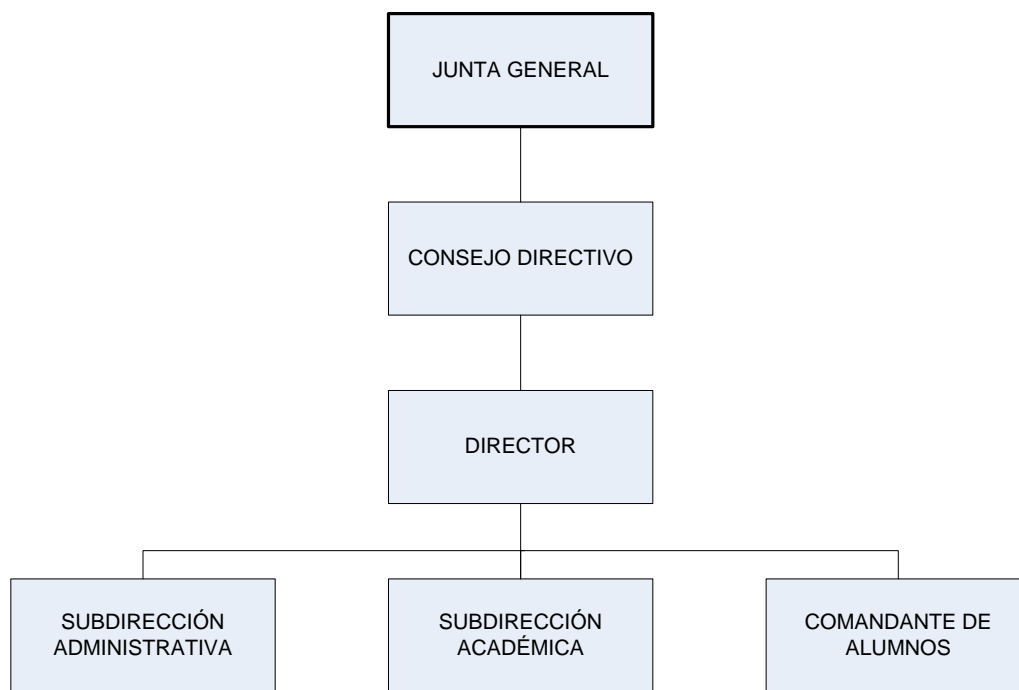 JUNTA GENERAL
CONSEJO DIRECTIVO
DIRECTOR
SUBDIRECCIÓN
ADMINISTRATIVA
SUBDIRECCIÓN
ACADÉMICA
COMANDANTE DE
ALUMNOS